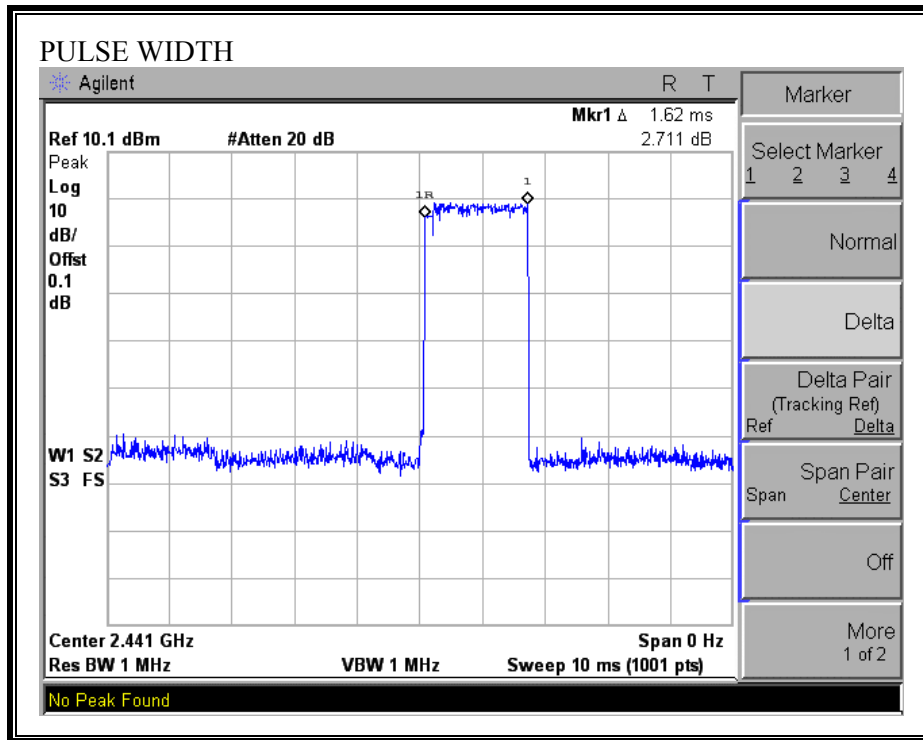 PULSE WIDTH
Agilent R T
Mkr1 Δ 1.62 ms
Ref 10.1 dBm #Atten 20 dB 2.711 dB
Peak
Log
10
dB/
Offst
0.1
dB
1R
1
W1 S2
S3 FS
Center 2.441 GHz Span 0 Hz
Res BW 1 MHz VBW 1 MHz Sweep 10 ms (1001 pts)
No Peak Found
Marker
Select Marker
1 2 3 4
Normal
Delta
Delta Pair
(Tracking Ref)
Ref Delta
Span Pair
Span Center
Off
More
1 of 2